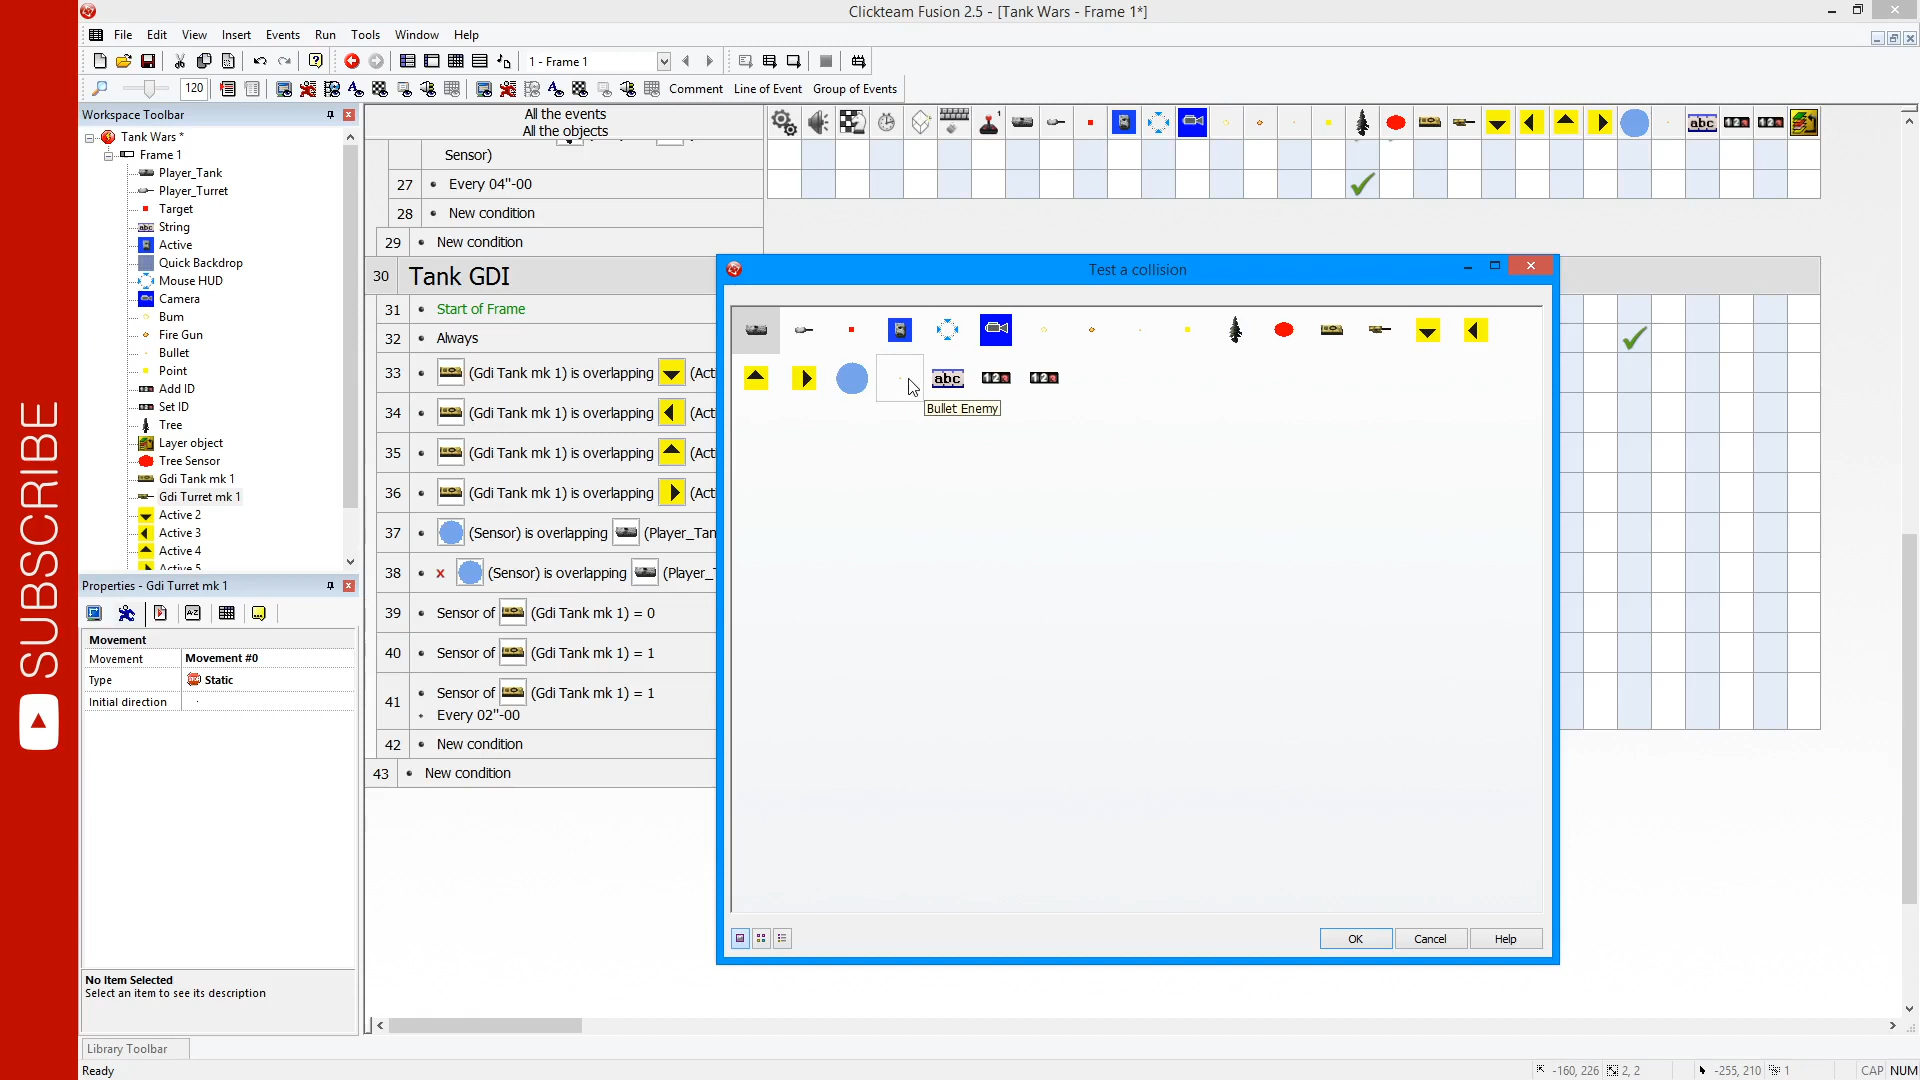 SUBSCRIBE
Clickteam Fusion 2.5 - [Tank Wars - Frame 1*]
File Edit View Insert Events Run Tools Window Help
1 - Frame 1
120
Comment Line of Event Group of Events
Workspace Toolbar
Tank Wars *
Frame 1
Player_Tank
Player_Turret
Target
abc String
Active
Quick Backdrop
Mouse HUD
Camera
Bum
Fire Gun
Bullet
Point
Add ID
Set ID
Tree
Layer object
Tree Sensor
Gdi Tank mk 1
Gdi Turret mk 1
Active 2
Active 3
Active 4
Active 5
Properties - Gdi Turret mk 1
Movement
Movement Movement #0
Type Static
Initial direction
No Item Selected
Select an item to see its description
Library Toolbar
Ready
All the events
All the objects
abc
Sensor)
27 Every 04"-00
28 New condition
29 New condition
30 Tank GDI
31 Start of Frame
32 Always
33 (Gdi Tank mk 1) is overlapping (Act
34 (Gdi Tank mk 1) is overlapping (Act
35 (Gdi Tank mk 1) is overlapping (Act
36 (Gdi Tank mk 1) is overlapping (Act
37 (Sensor) is overlapping (Player_Tan
38 x (Sensor) is overlapping (Player_T
39 Sensor of (Gdi Tank mk 1) = 0
40 Sensor of (Gdi Tank mk 1) = 1
41 Sensor of (Gdi Tank mk 1) = 1
Every 02"-00
42 New condition
43 New condition
Test a collision
abc
Bullet Enemy
OK Cancel Help
-160, 226 2, 2 -255, 210 1 CAP NUM